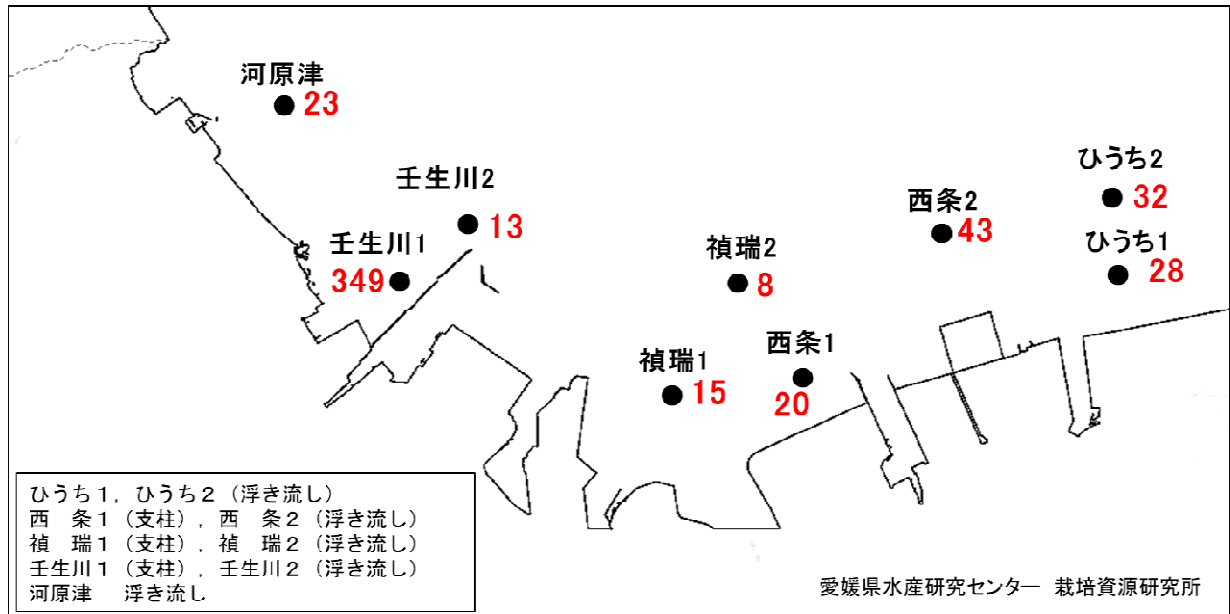 河原津
23
壬生川2
13
壬生川1
349
禎瑞2
8
禎瑞1
15
西条1
20
西条2
43
ひうち2
32
ひうち1
28
ひうち１，ひうち２（浮き流し）
西　条１（支柱），西　条２（浮き流し）
禎　瑞１（支柱），禎　瑞２（浮き流し）
壬生川１（支柱），壬生川２（浮き流し）
河原津　浮き流し
愛媛県水産研究センター　栽培資源研究所